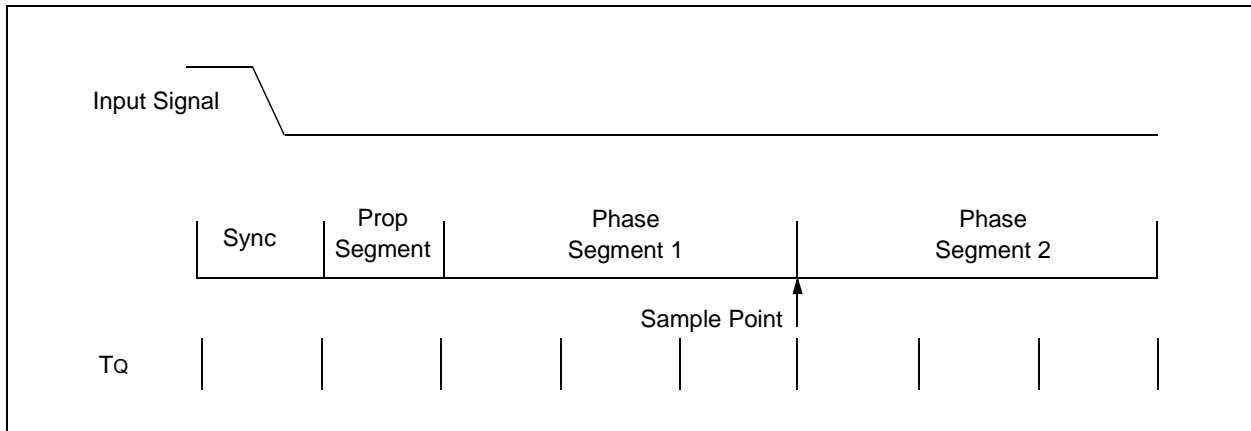 Input Signal
Sync
Prop
Segment
Phase
Segment 1
Phase
Segment 2
Sample Point
TQ